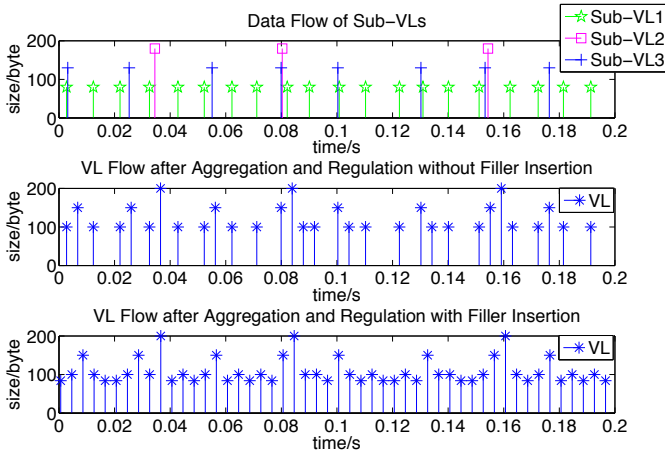 Data Flow of Sub-VLs
Sub-VL1
Sub-VL2
Sub-VL3
size/byte
200
100
0
0 0.02 0.04 0.06 0.08 0.1 0.12 0.14 0.16 0.18 0.2
time/s
VL Flow after Aggregation and Regulation without Filler Insertion
VL
size/byte
200
100
0
0 0.02 0.04 0.06 0.08 0.1 0.12 0.14 0.16 0.18 0.2
time/s
VL Flow after Aggregation and Regulation with Filler Insertion
VL
size/byte
200
100
0
0 0.02 0.04 0.06 0.08 0.1 0.12 0.14 0.16 0.18 0.2
time/s